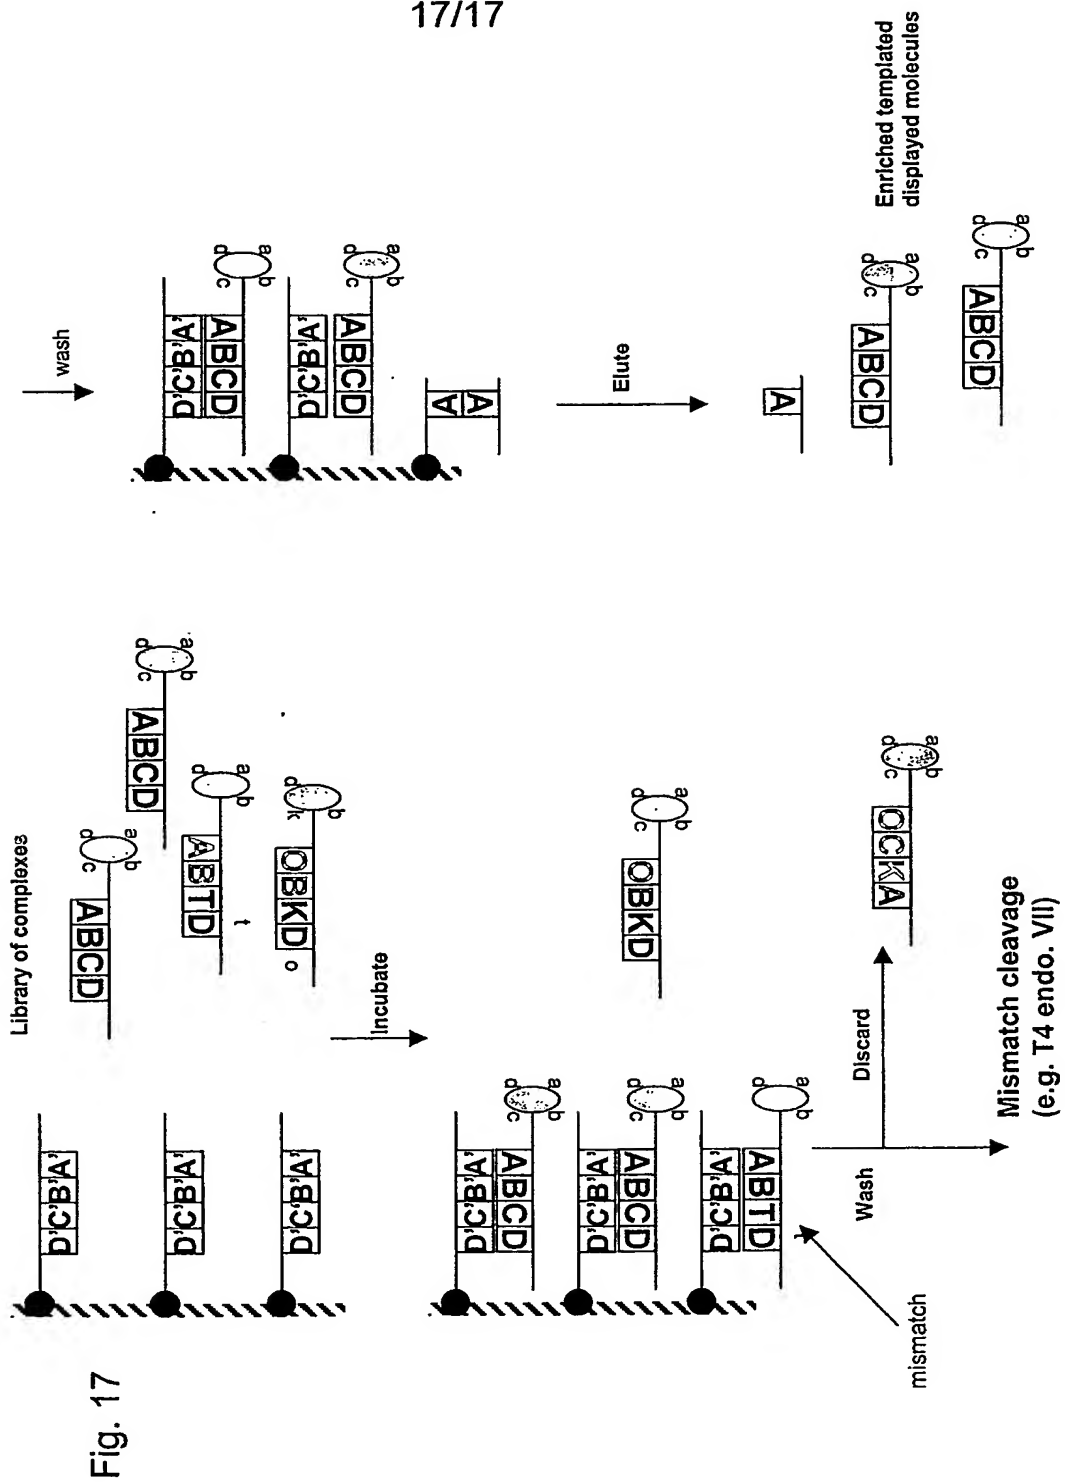 17/17
Fig. 17
Library of complexes
D'C'B'A'
ABCD
a b c d
ABCD
a b c d
D'C'B'A'
ABTD
a b d
t
D'C'B'A'
OBKD
b k d
o
Incubate
D'C'B'A'
ABCD
a b c d
D'C'B'A'
ABCD
a b c d
OBKD
a b c d
D'C'B'A'
ABTD
a b d
mismatch
Wash
Discard
OCKA
a b c d
Mismatch cleavage
(e.g. T4 endo. VII)
wash
A'B'C'D'
ABCD
a b c d
A'B'C'D'
ABCD
a b c d
A
A
Elute
A
ABCD
a b c d
ABCD
a b c d
Enriched templated
displayed molecules